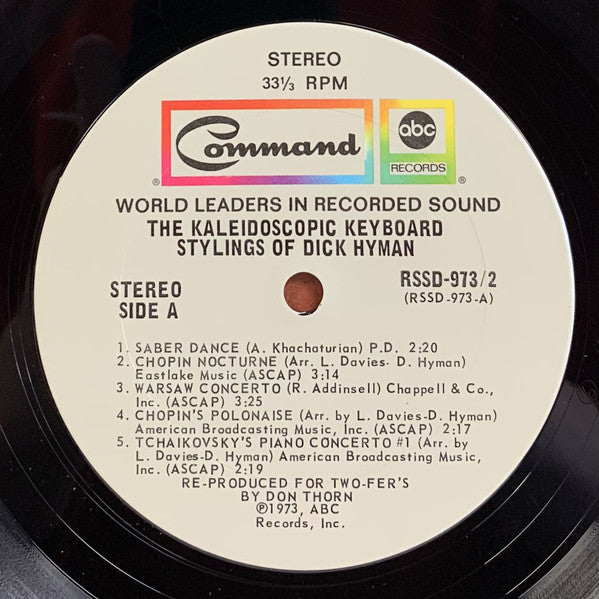 STEREO
33⅓ RPM
Command
abc
RECORDS
® ®
WORLD LEADERS IN RECORDED SOUND
THE KALEIDOSCOPIC KEYBOARD
STYLINGS OF DICK HYMAN
STEREO
SIDE A
RSSD-973/2
(RSSD-973-A)
1. SABER DANCE (A. Khachaturian) P.D. 2:20
2. CHOPIN NOCTURNE (Arr. L. Davies- D. Hyman)
Eastlake Music (ASCAP) 3:14
3. WARSAW CONCERTO (R. Addinsell) Chappell & Co.,
Inc. (ASCAP) 3:25
4. CHOPIN'S POLONAISE (Arr. by L. Davies-D. Hyman)
American Broadcasting Music, Inc. (ASCAP) 2:17
5. TCHAIKOVSKY'S PIANO CONCERTO #1 (Arr. by
L. Davies-D. Hyman) American Broadcasting Music,
Inc. (ASCAP) 2:19
RE-PRODUCED FOR TWO-FER'S
BY DON THORN
℗1973, ABC
Records, Inc.